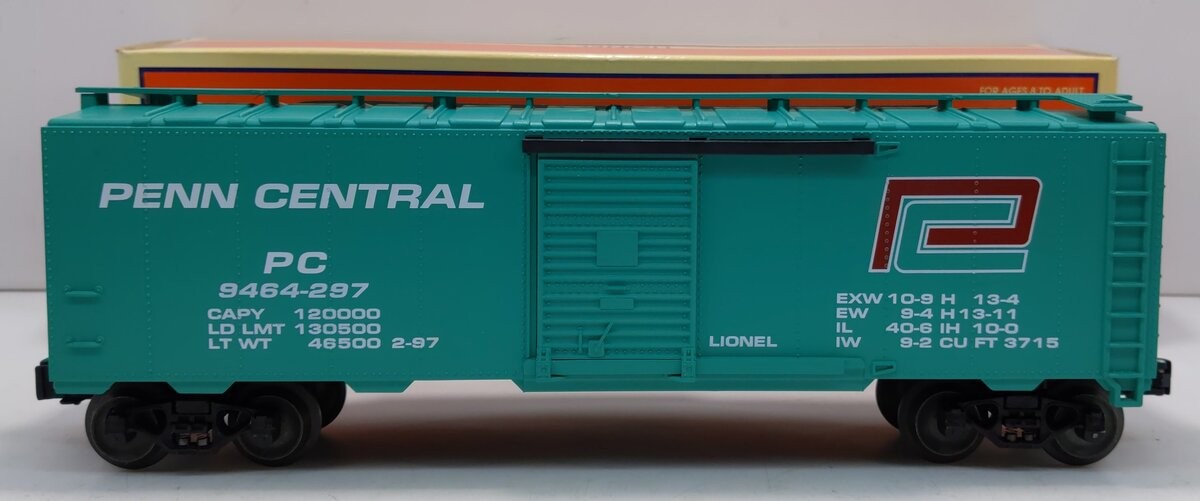 FOR AGES 8 TO ADULT
PENN CENTRAL
PC
9464-297
CAPY 120000
LD LMT 130500
LT WT 46500 2-97
LIONEL
EXW 10-9 H 13-4
EW 9-4 H 13-11
IL 40-6 IH 10-0
IW 9-2 CU FT 3715